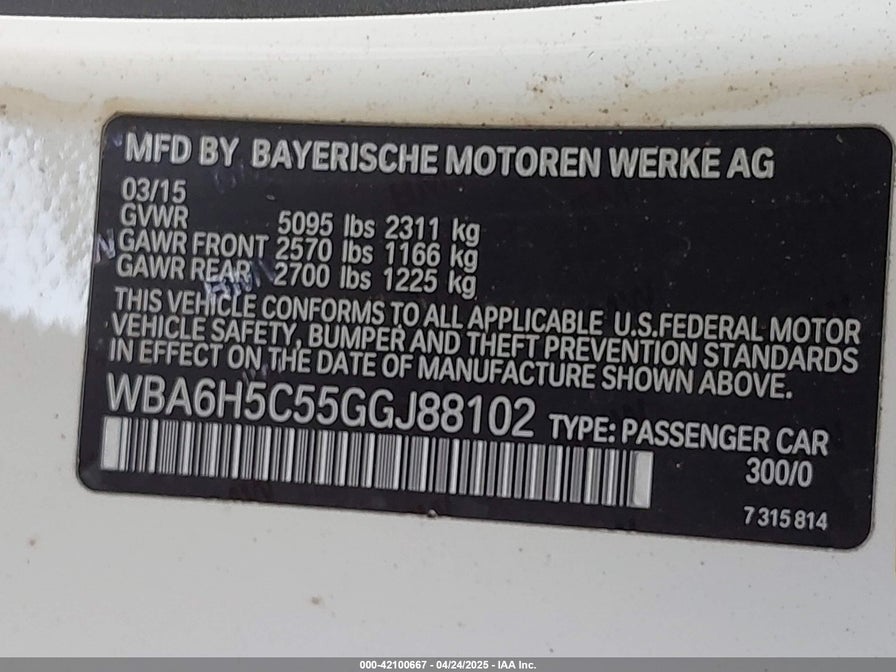 MFD BY BAYERISCHE MOTOREN WERKE AG
03/15
GVWR 5095 lbs 2311 kg
GAWR FRONT 2570 lbs 1166 kg
GAWR REAR 2700 lbs 1225 kg
THIS VEHICLE CONFORMS TO ALL APPLICABLE U.S.FEDERAL MOTOR
VEHICLE SAFETY, BUMPER AND THEFT PREVENTION STANDARDS
IN EFFECT ON THE DATE OF MANUFACTURE SHOWN ABOVE.
WBA6H5C55GGJ88102 TYPE: PASSENGER CAR
300/0
7 315 814
000-42100667 - 04/24/2025 - IAA Inc.